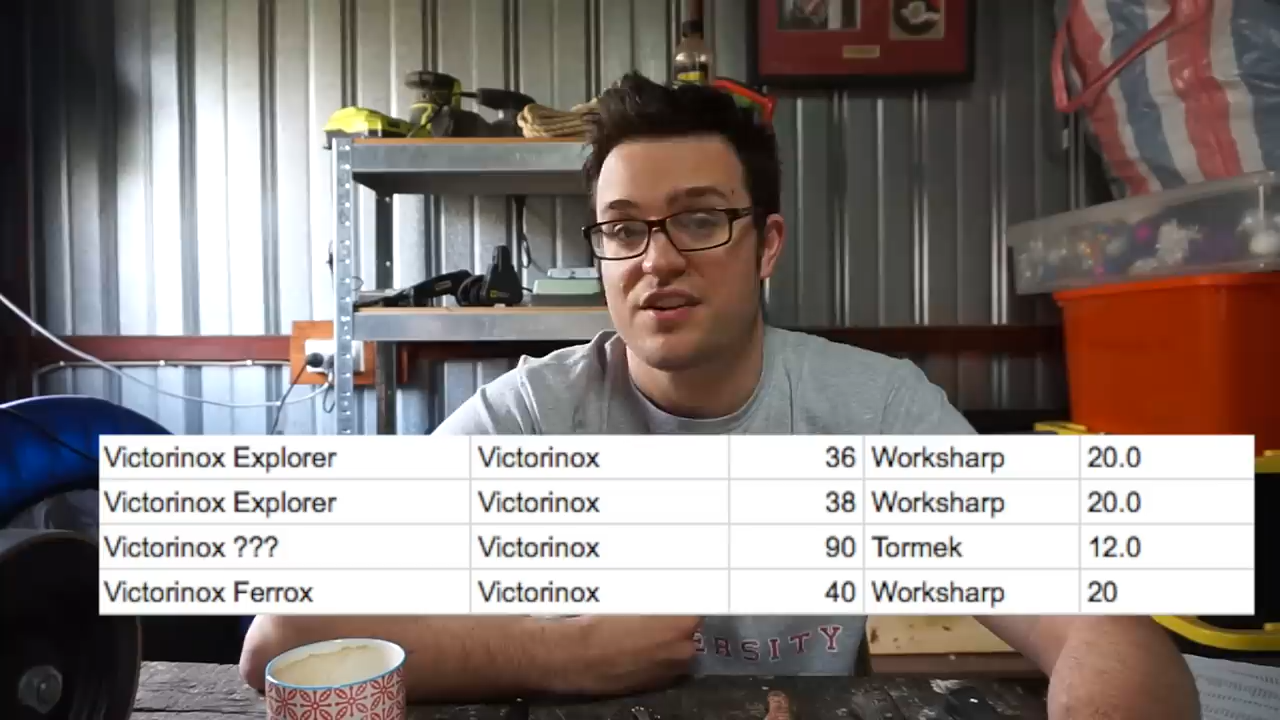 Victorinox Explorer Victorinox 36 Worksharp 20.0
Victorinox Explorer Victorinox 38 Worksharp 20.0
Victorinox ??? Victorinox 90 Tormek 12.0
Victorinox Ferrox Victorinox 40 Worksharp 20
ERSITY